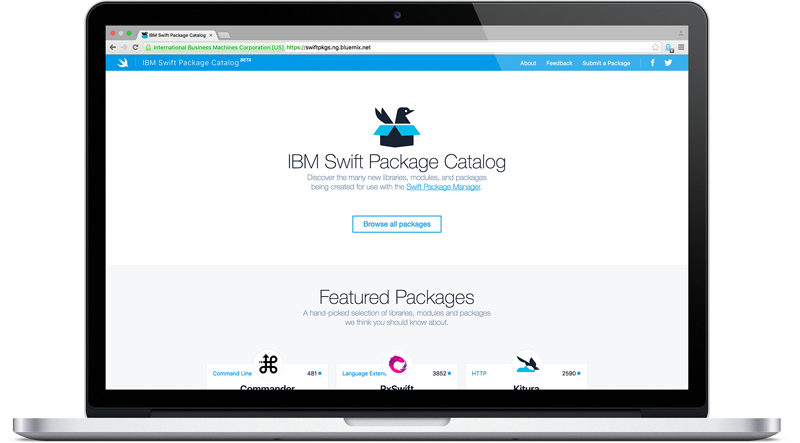 IBM Swift Package Catalog
International Business Machines Corporation [US] https://swiftpkgs.ng.bluemix.net
IBM Swift Package Catalog BETA
About Feedback Submit a Package
IBM Swift Package Catalog
Discover the many new libraries, modules, and packages
being created for use with the Swift Package Manager.
Browse all packages
Featured Packages
A hand-picked selection of libraries, modules and packages
we think you should know about.
Command Line 481 Language Exten 3852 HTTP 2590
Commander RxSwift Kitura